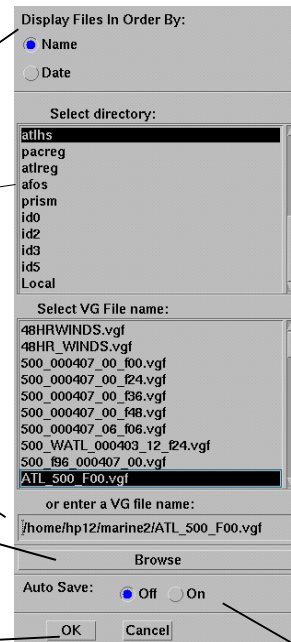 Display Files In Order By:
Name
Date
Select directory:
atlhs
pacreg
atlreg
afos
prism
id0
id2
id3
id5
Local
Select VG File name:
48HRWINDS.vgf
48HR_WINDS.vgf
500_000407_00_f00.vgf
500_000407_00_f24.vgf
500_000407_00_f36.vgf
500_000407_00_f48.vgf
500_000407_06_f06.vgf
500_WATL_000403_12_f24.vgf
500_f96_000407_00.vgf
ATL_500_F00.vgf
or enter a VG file name:
/home/hp12/marine2/ATL_500_F00.vgf
Browse
Auto Save: Off On
OK Cancel